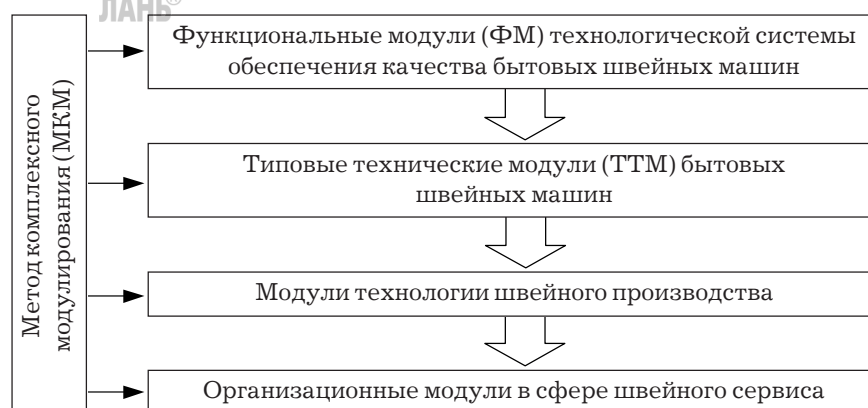 ЛАНЬ®
Метод комплексного
модулирования (МКМ)
Функциональные модули (ФМ) технологической системы
обеспечения качества бытовых швейных машин
Типовые технические модули (ТТМ) бытовых
швейных машин
Модули технологии швейного производства
Организационные модули в сфере швейного сервиса